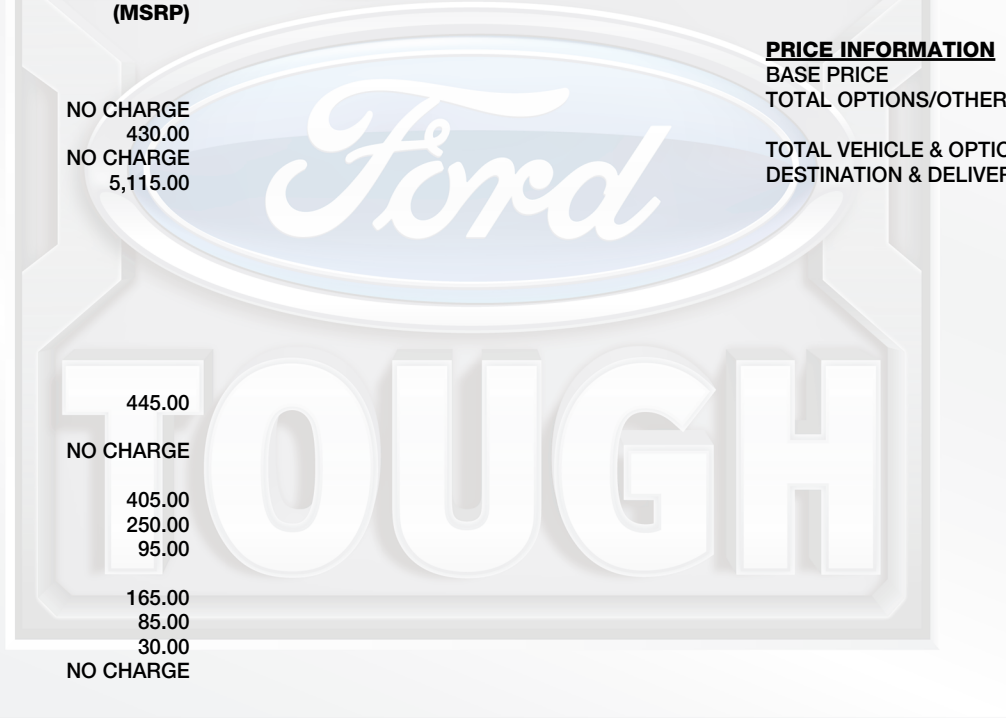 (MSRP)
NO CHARGE
430.00
NO CHARGE
5,115.00
445.00
NO CHARGE
405.00
250.00
95.00
165.00
85.00
30.00
NO CHARGE
PRICE INFORMATION
BASE PRICE
TOTAL OPTIONS/OTHER
TOTAL VEHICLE & OPTIO
DESTINATION & DELIVER
Ford
TOUGH